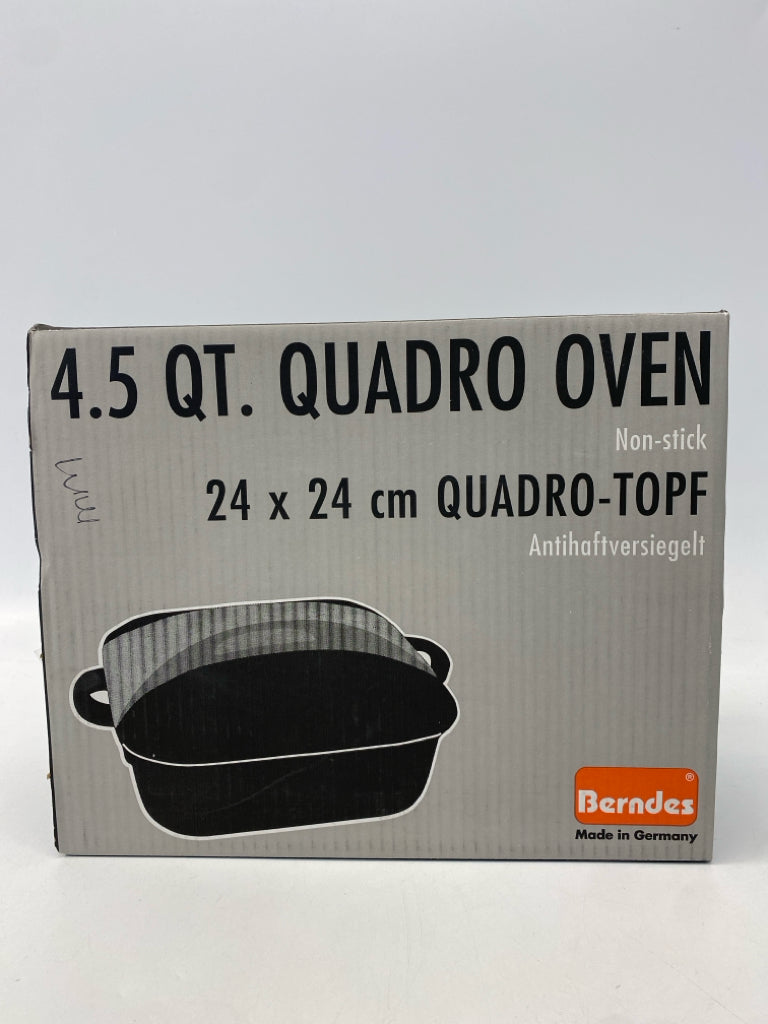 4.5 QT. QUADRO OVEN
Non-stick
24 x 24 cm QUADRO-TOPF
Antihaftversiegelt
Berndes®
Made in Germany